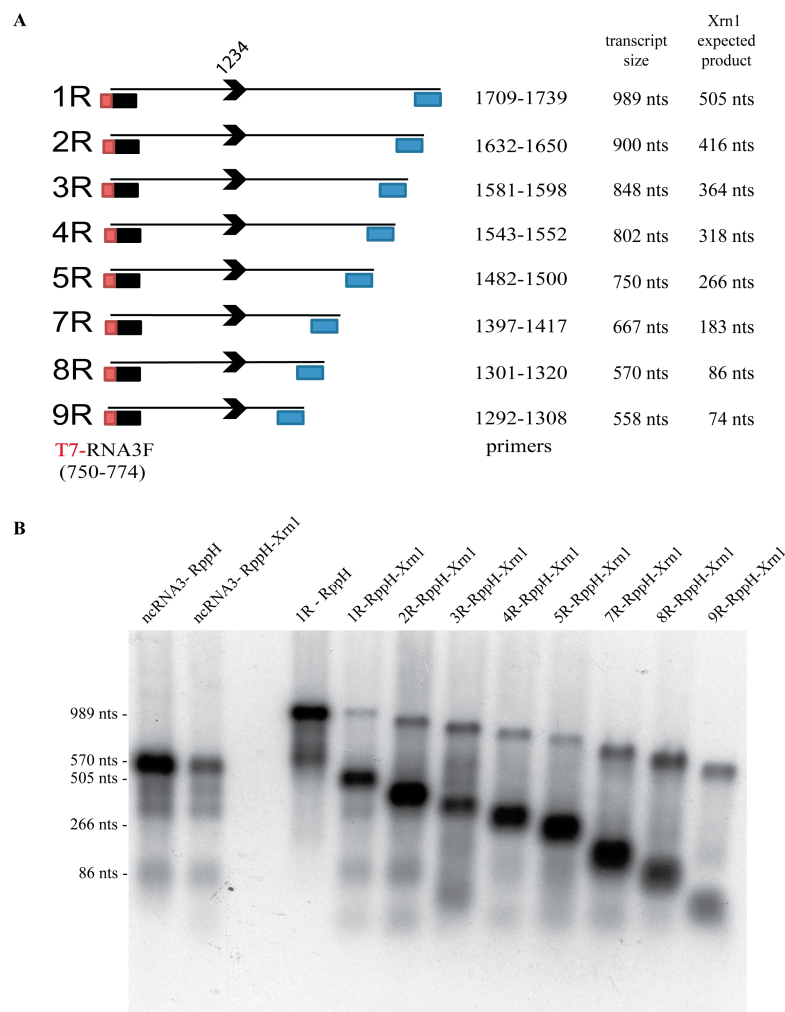 A
1234
transcript
size
Xrn1
expected
product
1R 1709-1739 989 nts 505 nts
2R 1632-1650 900 nts 416 nts
3R 1581-1598 848 nts 364 nts
4R 1543-1552 802 nts 318 nts
5R 1482-1500 750 nts 266 nts
7R 1397-1417 667 nts 183 nts
8R 1301-1320 570 nts 86 nts
9R 1292-1308 558 nts 74 nts
T7-RNA3F
(750-774)
primers
B
ncRNA3- RppH
ncRNA3- RppH-Xrn1
1R - RppH
1R-RppH-Xrn1
2R-RppH-Xrn1
3R-RppH-Xrn1
4R-RppH-Xrn1
5R-RppH-Xrn1
7R-RppH-Xrn1
8R-RppH-Xrn1
9R-RppH-Xrn1
989 nts -
570 nts -
505 nts -
266 nts -
86 nts -